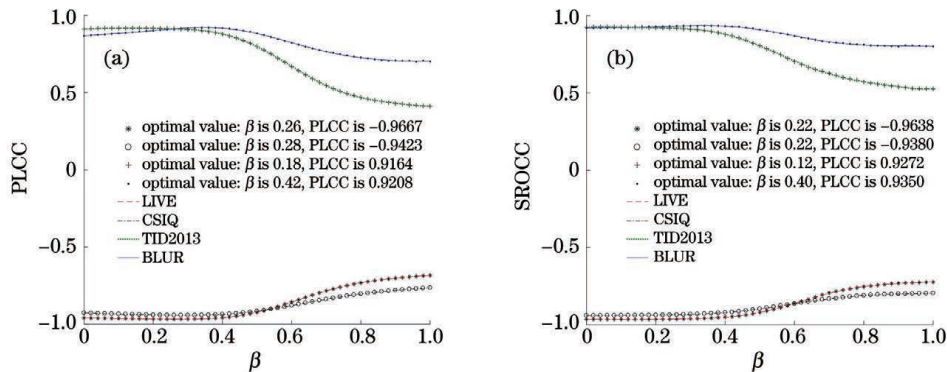 1.0
0.5
0
−0.5
−1.0
PLCC
(a)
optimal value: β is 0.26, PLCC is −0.9667
optimal value: β is 0.28, PLCC is −0.9423
optimal value: β is 0.18, PLCC is 0.9164
optimal value: β is 0.42, PLCC is 0.9208
LIVE
CSIQ
TID2013
BLUR
0 0.2 0.4 0.6 0.8 1.0
β
1.0
0.5
0
−0.5
−1.0
SROCC
(b)
optimal value: β is 0.22, PLCC is −0.9638
optimal value: β is 0.22, PLCC is −0.9380
optimal value: β is 0.12, PLCC is 0.9272
optimal value: β is 0.40, PLCC is 0.9350
LIVE
CSIQ
TID2013
BLUR
0 0.2 0.4 0.6 0.8 1.0
β